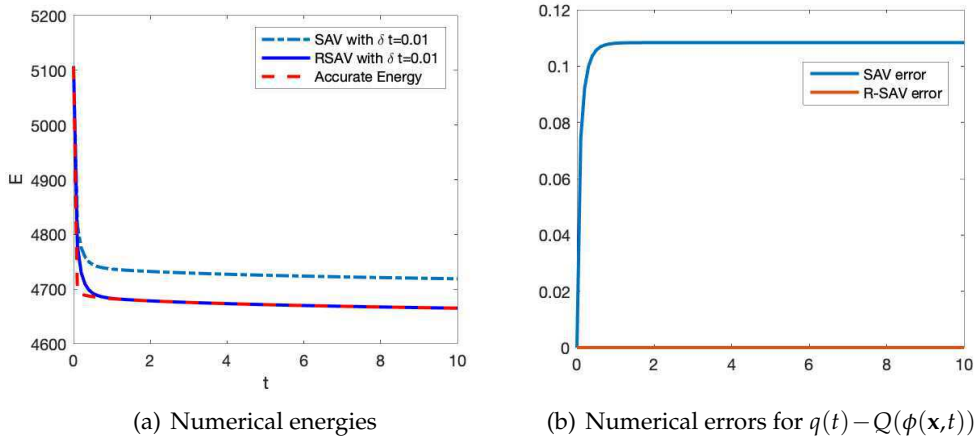 5200
5100
5000
4900
4800
4700
4600
E
0
2
4
6
8
10
t
SAV with δ t=0.01
RSAV with δ t=0.01
Accurate Energy
(a) Numerical energies
0.12
0.1
0.08
0.06
0.04
0.02
0
0
2
4
6
8
10
SAV error
R-SAV error
(b) Numerical errors for q(t)−Q(ϕ(x,t))